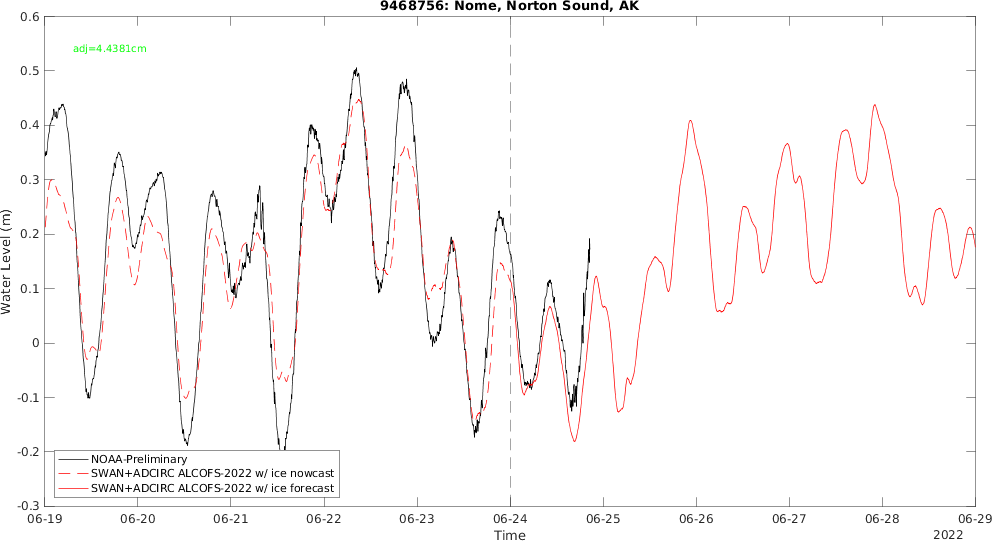 9468756: Nome, Norton Sound, AK
adj=4.4381cm
0.6
0.5
0.4
0.3
0.2
0.1
0
-0.1
-0.2
-0.3
Water Level (m)
NOAA-Preliminary
SWAN+ADCIRC ALCOFS-2022 w/ ice nowcast
SWAN+ADCIRC ALCOFS-2022 w/ ice forecast
06-19 06-20 06-21 06-22 06-23 06-24 06-25 06-26 06-27 06-28 06-29
Time
2022